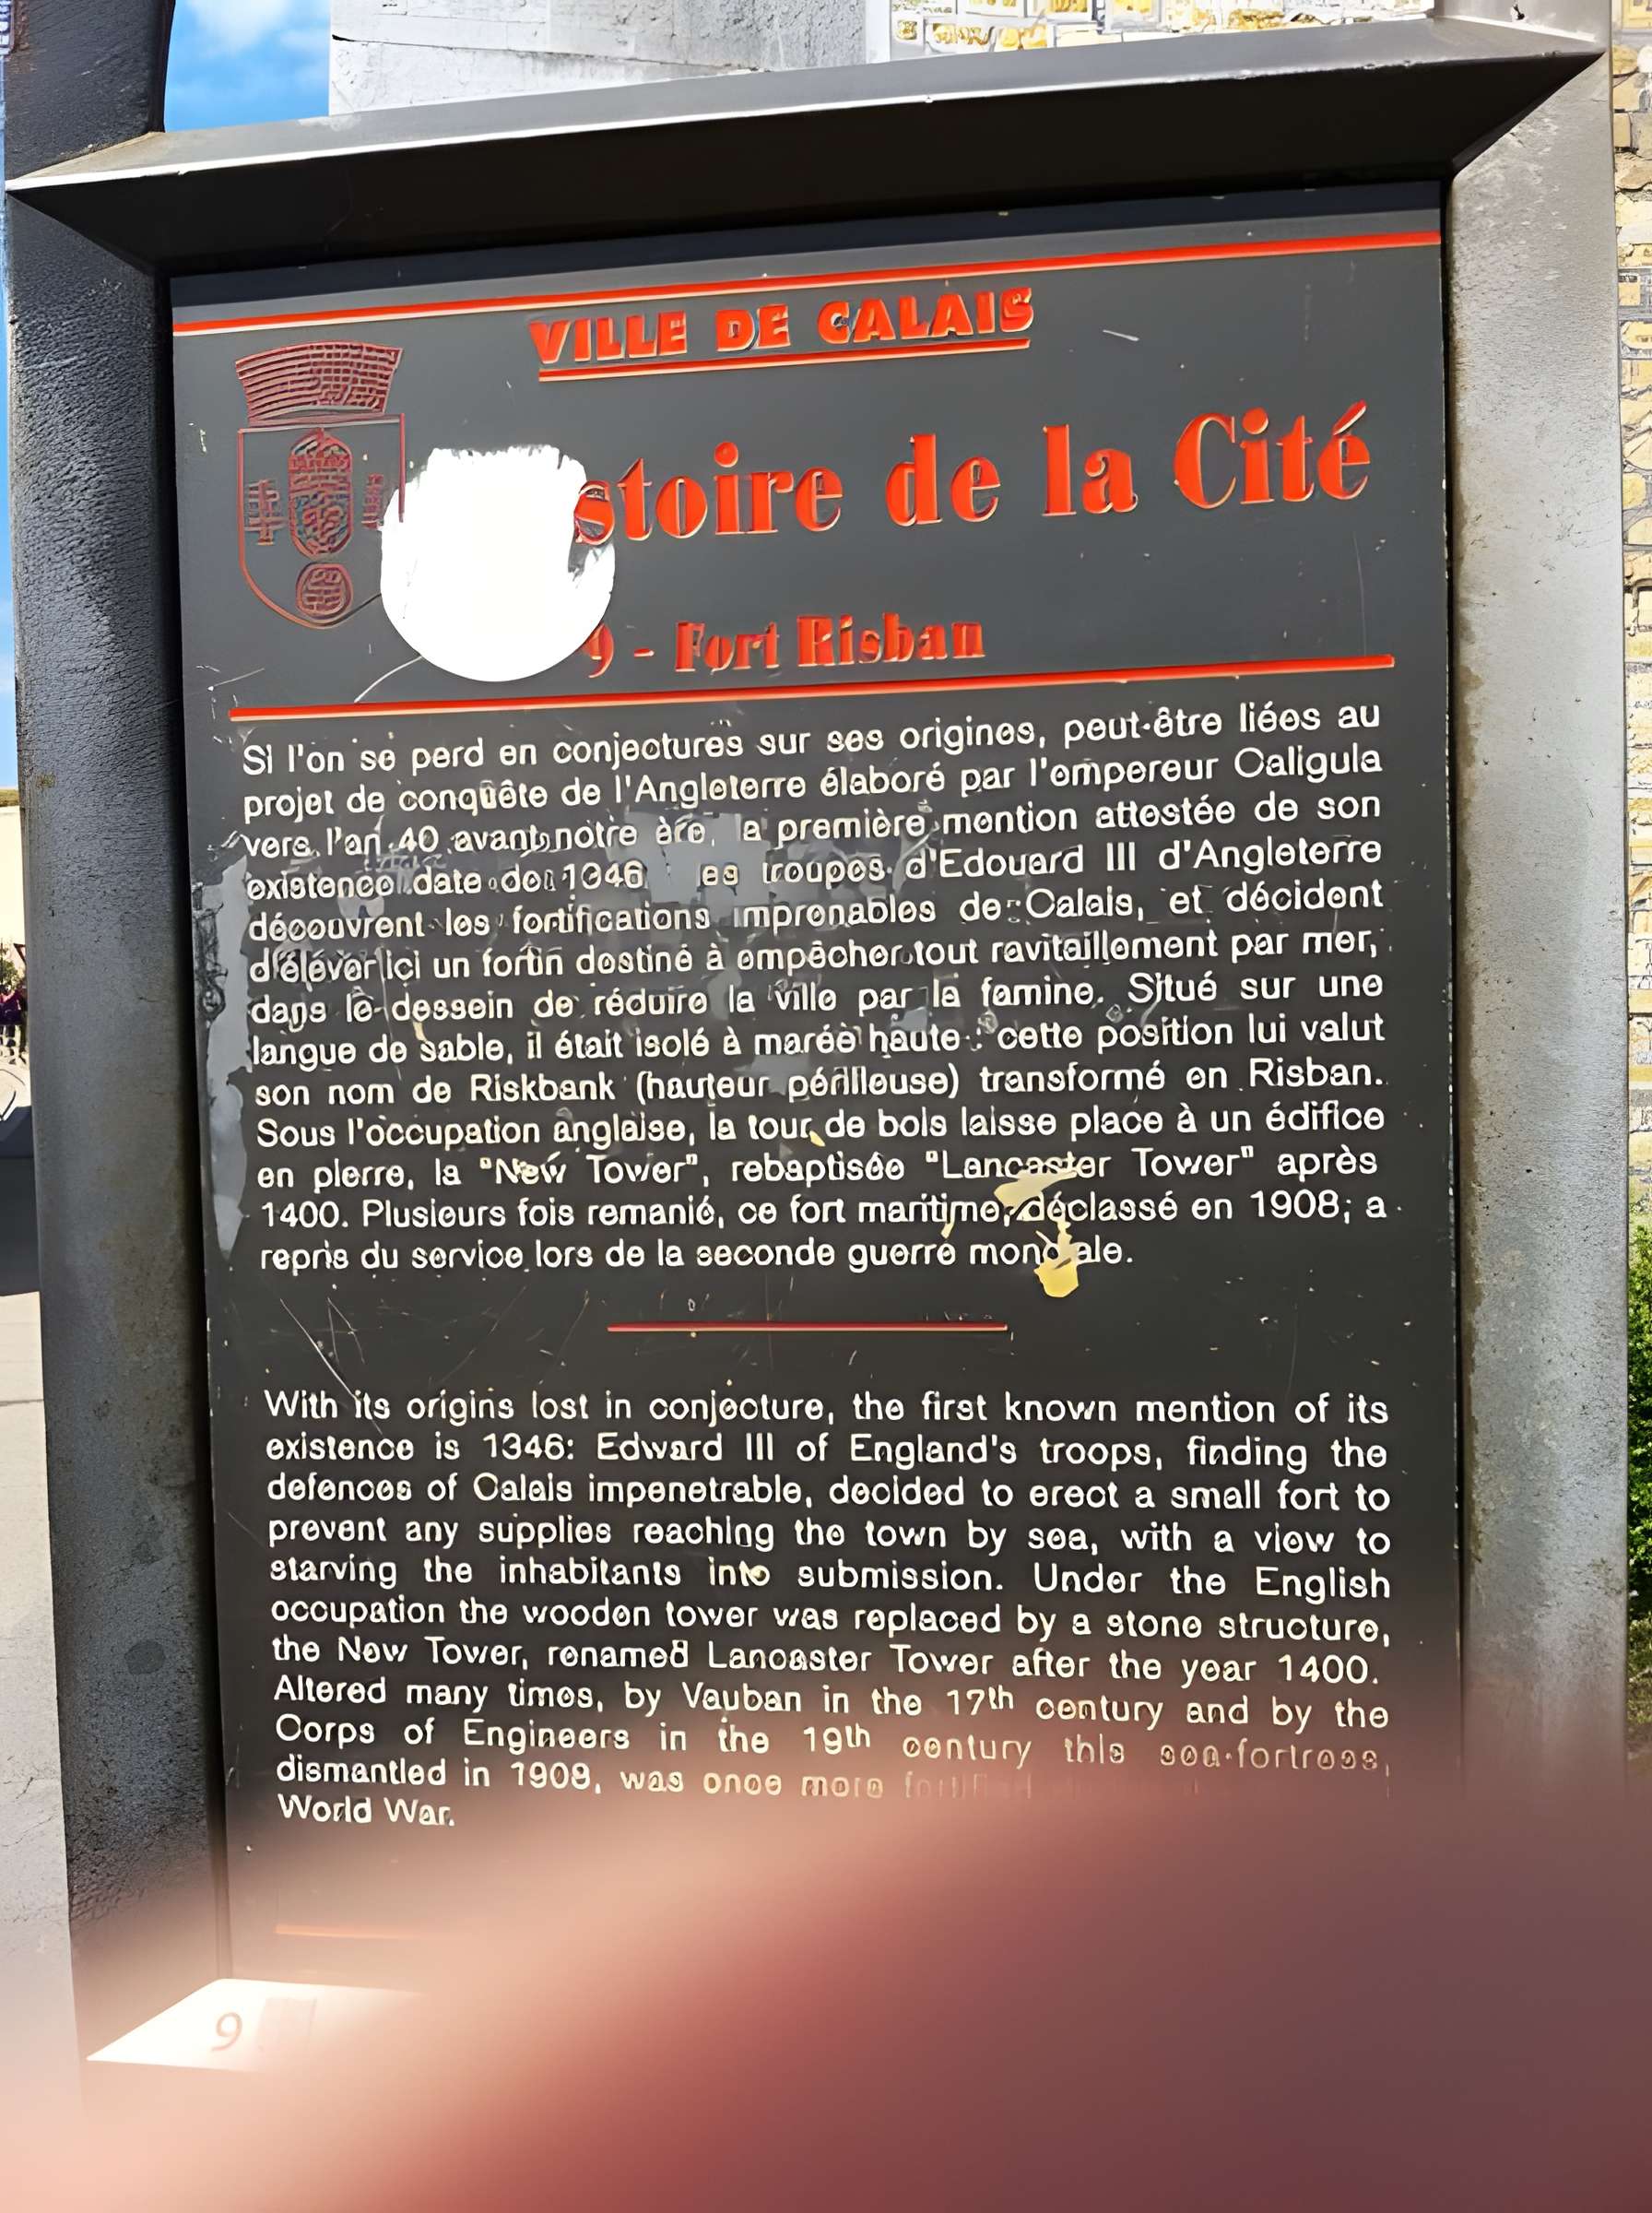 VILLE DE CALAIS
stoire de la Cité
9 - Fort Risban
Si l'on se perd en conjectures sur ses origines, peut-être liées au
projet de conquête de l'Angleterre élaboré par l'empereur Caligula
vers l'an 40 avant notre ère, la première mention attestée de son
existence date de 1346 les troupes d'Edouard III d'Angleterre
découvrent les fortifications imprenables de Calais, et décident
d'élever ici un fortin destiné à empêcher tout ravitaillement par mer,
dans le dessein de réduire la ville par la famine. Situé sur une
langue de sable, il était isolé à marée haute : cette position lui valut
son nom de Riskbank (hauteur périlleuse) transformé en Risban.
Sous l'occupation anglaise, la tour de bois laisse place à un édifice
en pierre, la "New Tower", rebaptisée "Lancaster Tower" après
1400. Plusieurs fois remanié, ce fort maritime, déclassé en 1908, a
repris du service lors de la seconde guerre mondiale.
With its origins lost in conjecture, the first known mention of its
existence is 1346: Edward III of England's troops, finding the
defences of Calais impenetrable, decided to erect a small fort to
prevent any supplies reaching the town by sea, with a view to
starving the inhabitants into submission. Under the English
occupation the wooden tower was replaced by a stone structure,
the New Tower, renamed Lancaster Tower after the year 1400.
Altered many times, by Vauban in the 17th century and by the
Corps of Engineers in the 19th century this sea-fortress,
dismantled in 1908, was once more
World War.
9